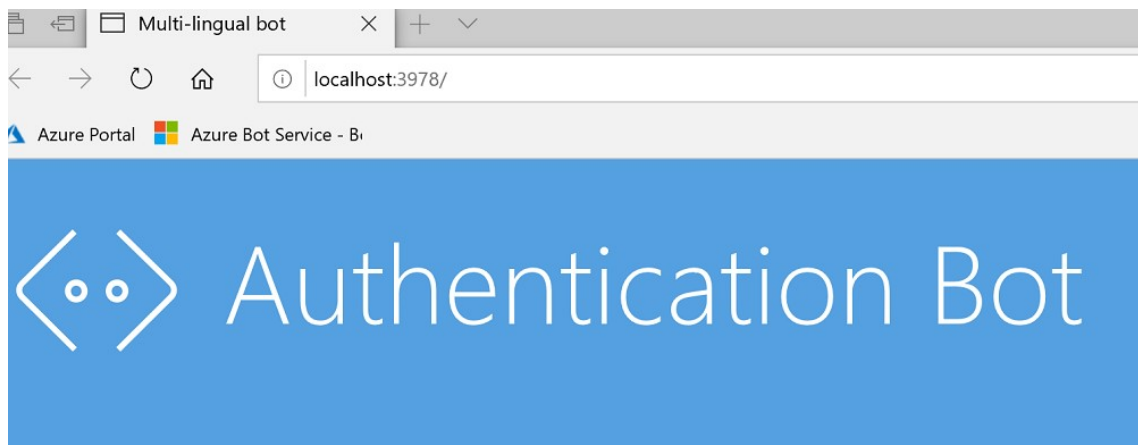 Multi-lingual bot
localhost:3978/
Azure Portal Azure Bot Service - B
Authentication Bot